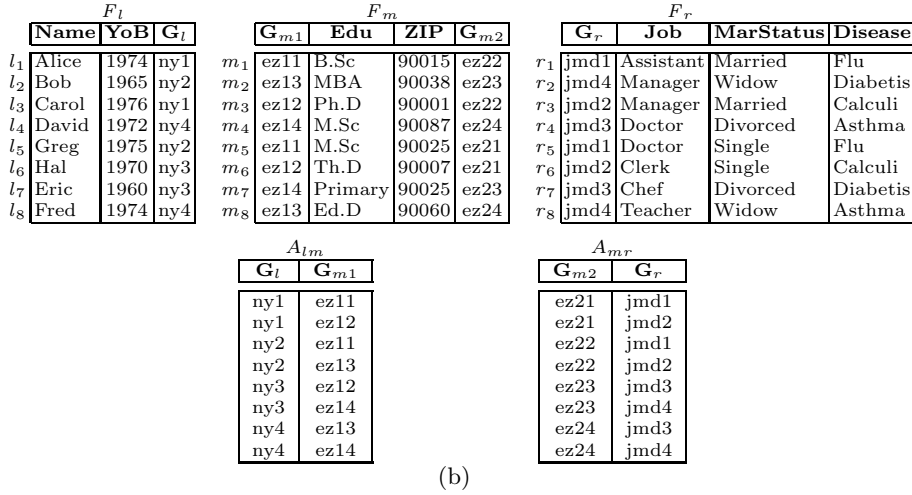 F_l F_m F_r
Name YoB G_l G_m1 Edu ZIP G_m2 G_r Job MarStatus Disease
l_1 Alice 1974 ny1 m_1 ez11 B.Sc 90015 ez22 r_1 jmd1 Assistant Married Flu
l_2 Bob 1965 ny2 m_2 ez13 MBA 90038 ez23 r_2 jmd4 Manager Widow Diabetis
l_3 Carol 1976 ny1 m_3 ez12 Ph.D 90001 ez22 r_3 jmd2 Manager Married Calculi
l_4 David 1972 ny4 m_4 ez14 M.Sc 90087 ez24 r_4 jmd3 Doctor Divorced Asthma
l_5 Greg 1975 ny2 m_5 ez11 M.Sc 90025 ez21 r_5 jmd1 Doctor Single Flu
l_6 Hal 1970 ny3 m_6 ez12 Th.D 90007 ez21 r_6 jmd2 Clerk Single Calculi
l_7 Eric 1960 ny3 m_7 ez14 Primary 90025 ez23 r_7 jmd3 Chef Divorced Diabetis
l_8 Fred 1974 ny4 m_8 ez13 Ed.D 90060 ez24 r_8 jmd4 Teacher Widow Asthma
A_lm A_mr
G_l G_m1 G_m2 G_r
ny1 ez11 ez21 jmd1
ny1 ez12 ez21 jmd2
ny2 ez11 ez22 jmd1
ny2 ez13 ez22 jmd2
ny3 ez12 ez23 jmd3
ny3 ez14 ez23 jmd4
ny4 ez13 ez24 jmd3
ny4 ez14 ez24 jmd4
(b)